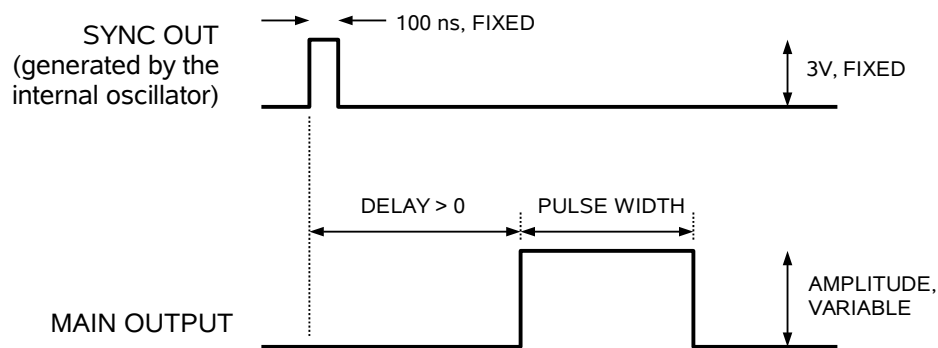 100 ns, FIXED
SYNC OUT
(generated by the
internal oscillator)
3V, FIXED
DELAY > 0
PULSE WIDTH
AMPLITUDE,
VARIABLE
MAIN OUTPUT